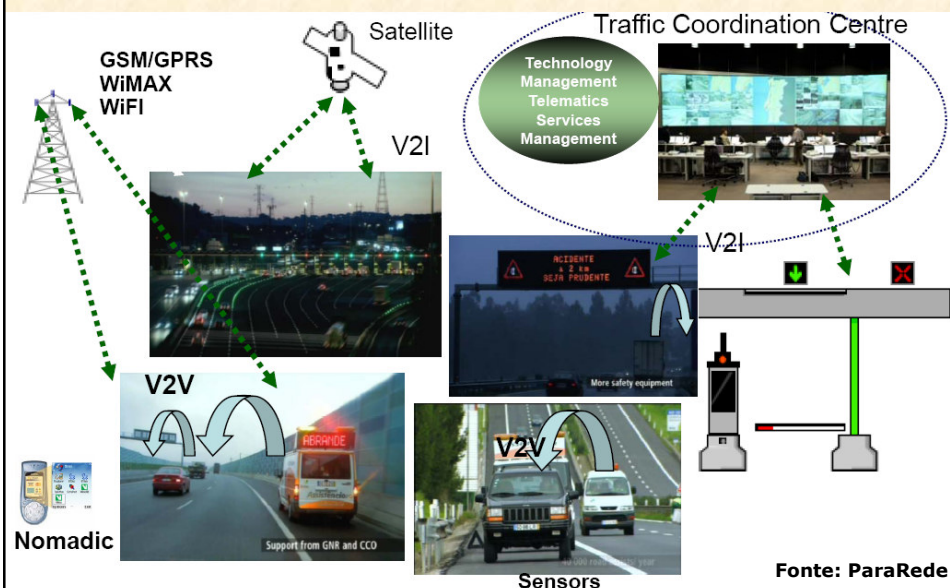 Traffic Coordination Centre
Satellite
GSM/GPRS
WiMAX
WiFI
Technology
Management
Telematics
Services
Management
V2I
V2I
ACIDENTE
a 2 km
SEJA PRUDENTE
More safety equipment
V2V
ABRANDE
Support from GNR and CCO
V2V
Nomadic
Sensors
Fonte: ParaRede